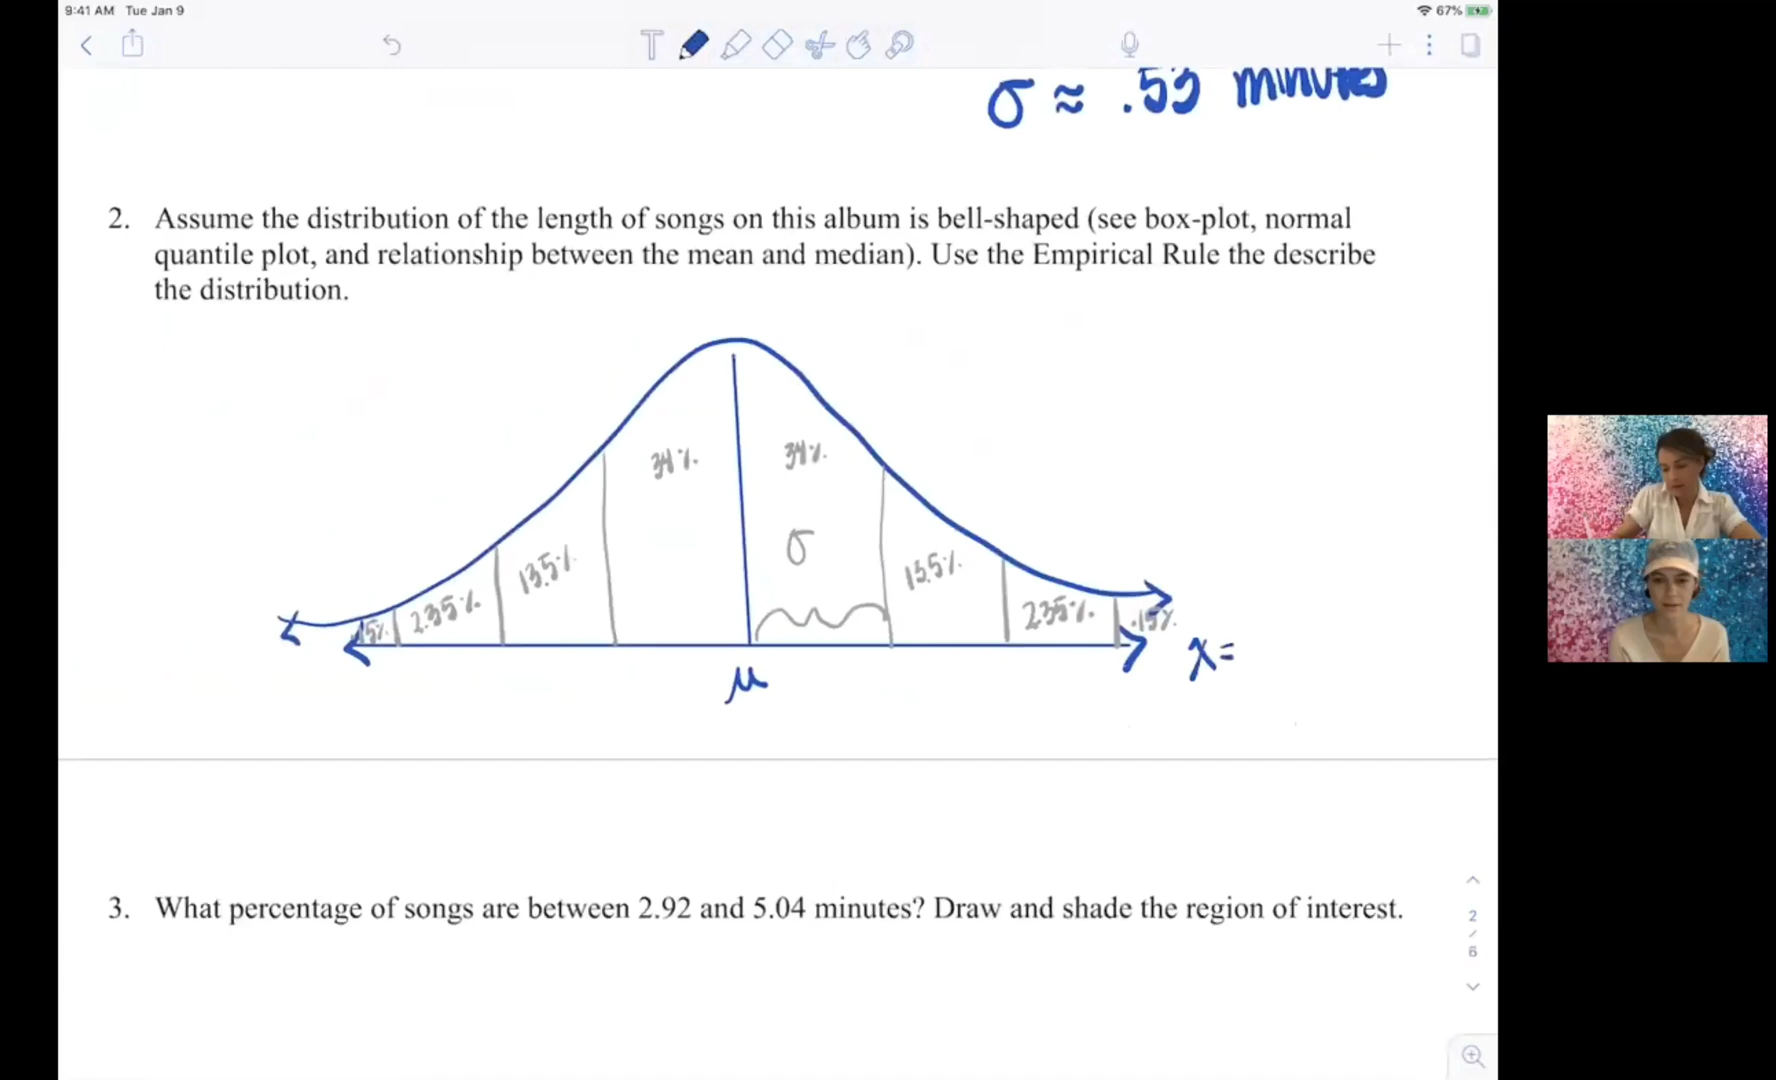 9:41 AM Tue Jan 9
67%
T
σ ≈ .53 minutes
2. Assume the distribution of the length of songs on this album is bell-shaped (see box-plot, normal
quantile plot, and relationship between the mean and median). Use the Empirical Rule the describe
the distribution.
34% 34%
σ
.15% 2.35% 13.5% 13.5% 2.35% .15%
μ
x=
3. What percentage of songs are between 2.92 and 5.04 minutes? Draw and shade the region of interest.
2
/
6